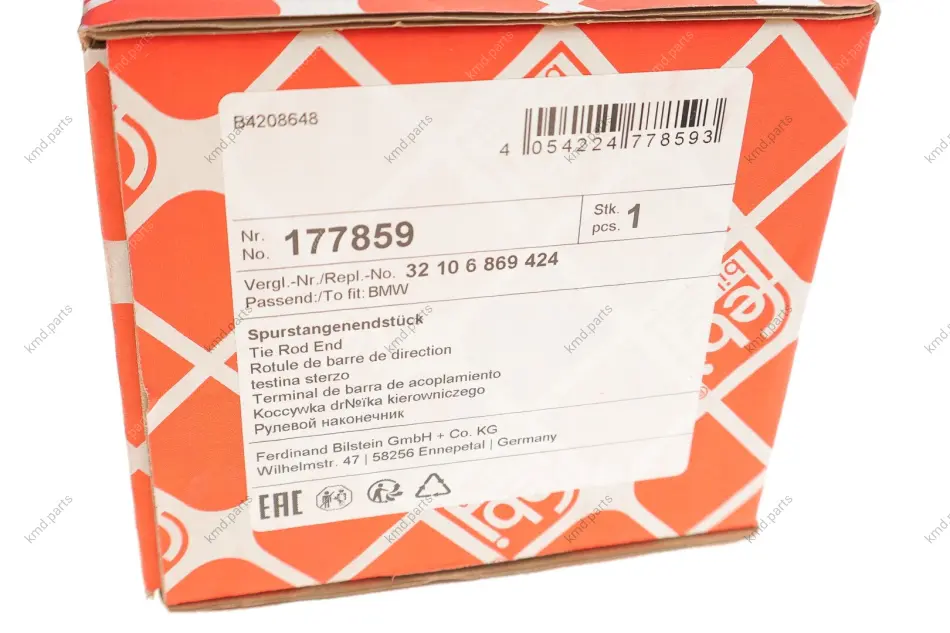 B4208648
4 054224 778593
Nr.
No. 177859
Stk.
pcs. 1
Vergl.-Nr./Repl.-No. 32 10 6 869 424
Passend:/To fit: BMW
Spurstangenendstück
Tie Rod End
Rotule de barre de direction
testina sterzo
Terminal de barra de acoplamiento
Koccywka dr№ïka kierowniczego
Рулевой наконечник
Ferdinand Bilstein GmbH + Co. KG
Wilhelmstr. 47 | 58256 Ennepetal | Germany
EAC
kmd.parts